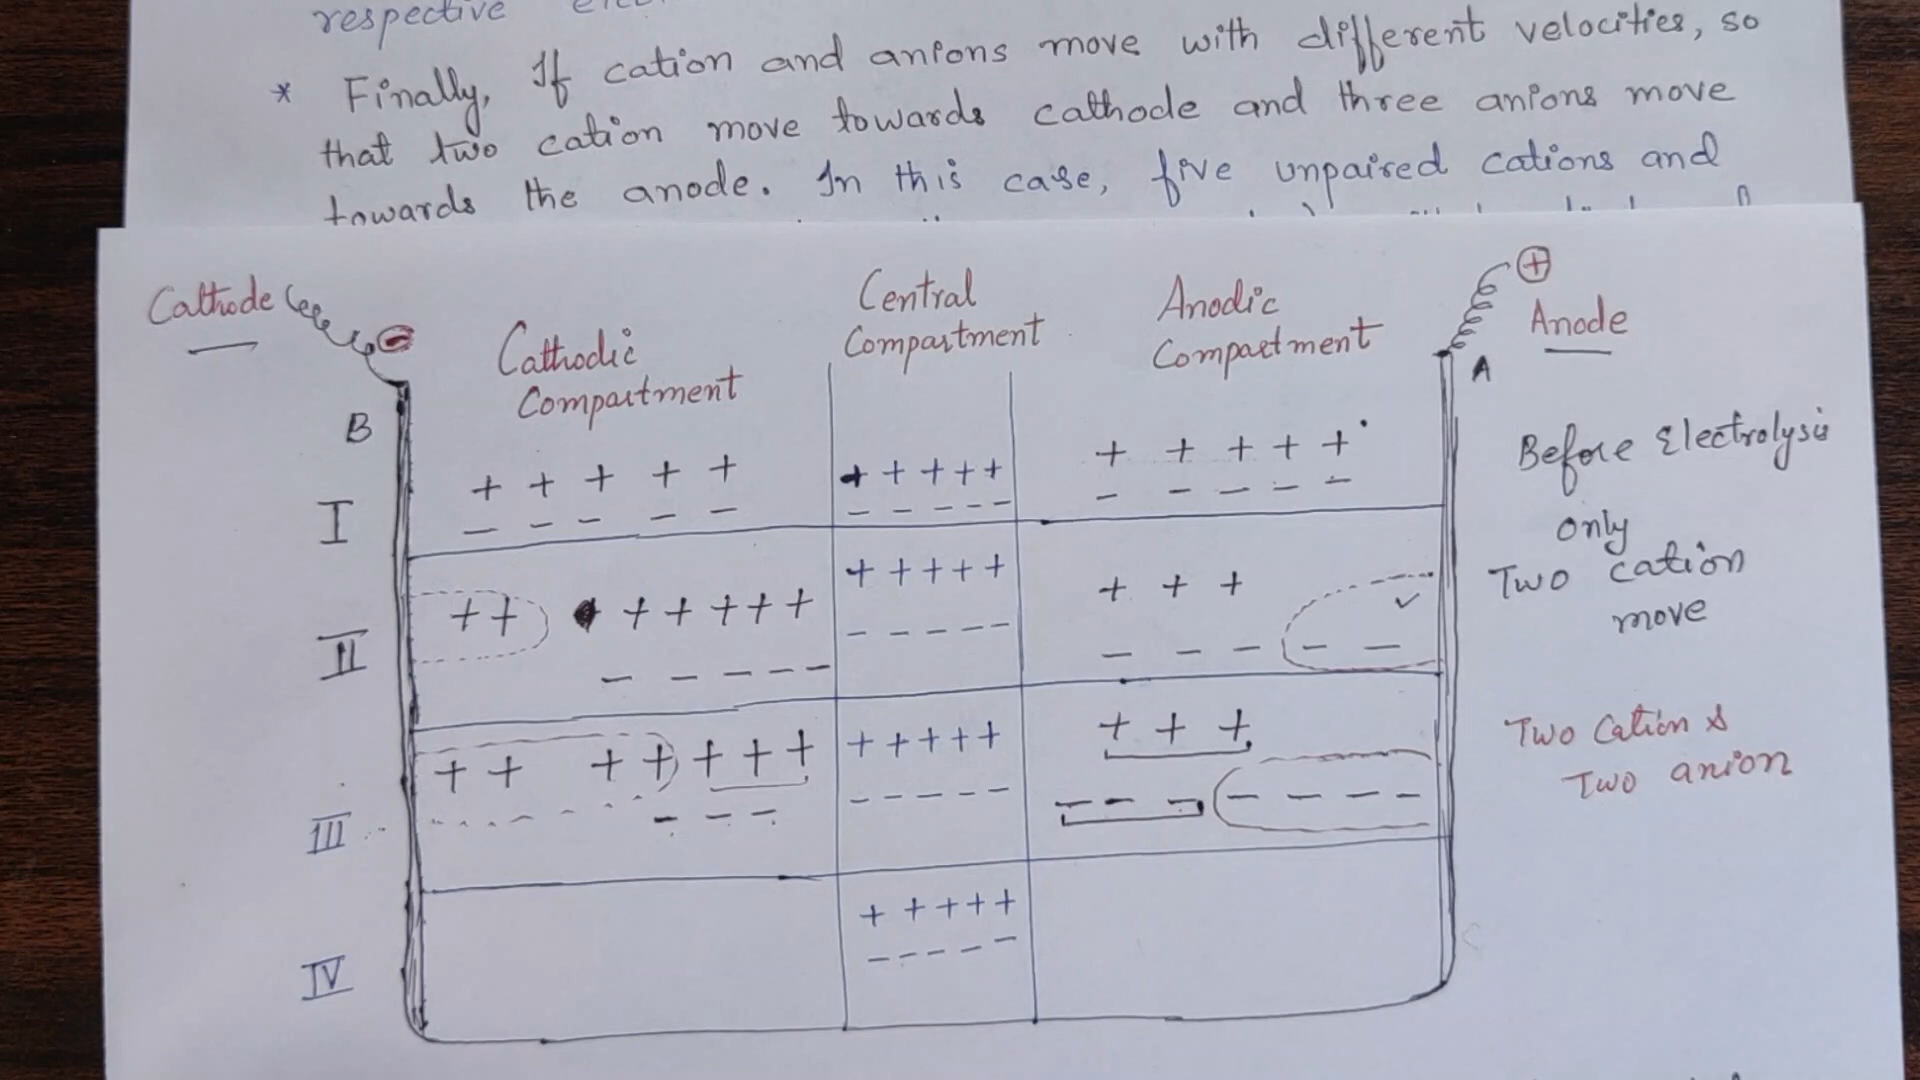 respective
* Finally, If cation and anions move with different velocities, so
that two cation move towards cathode and three anions move
towards the anode. In this case, five unpaired cations and
Cathode
−
Cathodic
Compartment
Central
Compartment
Anodic
Compartment
+
Anode
A
B
I
+ + + + +
− − − − −
+ + + + +
− − − − −
+ + + + +
− − − − −
Before Electrolysis
II
+ + + + + + +
− − − − −
+ + + + +
− − − − −
+ + +
− − − − −
✓
only
Two cation
move
III
+ + + + + + +
− − −
+ + + + +
− − − − −
+ + +
− − − − − − −
Two Cation &
Two anion
IV
+ + + + +
− − − − −